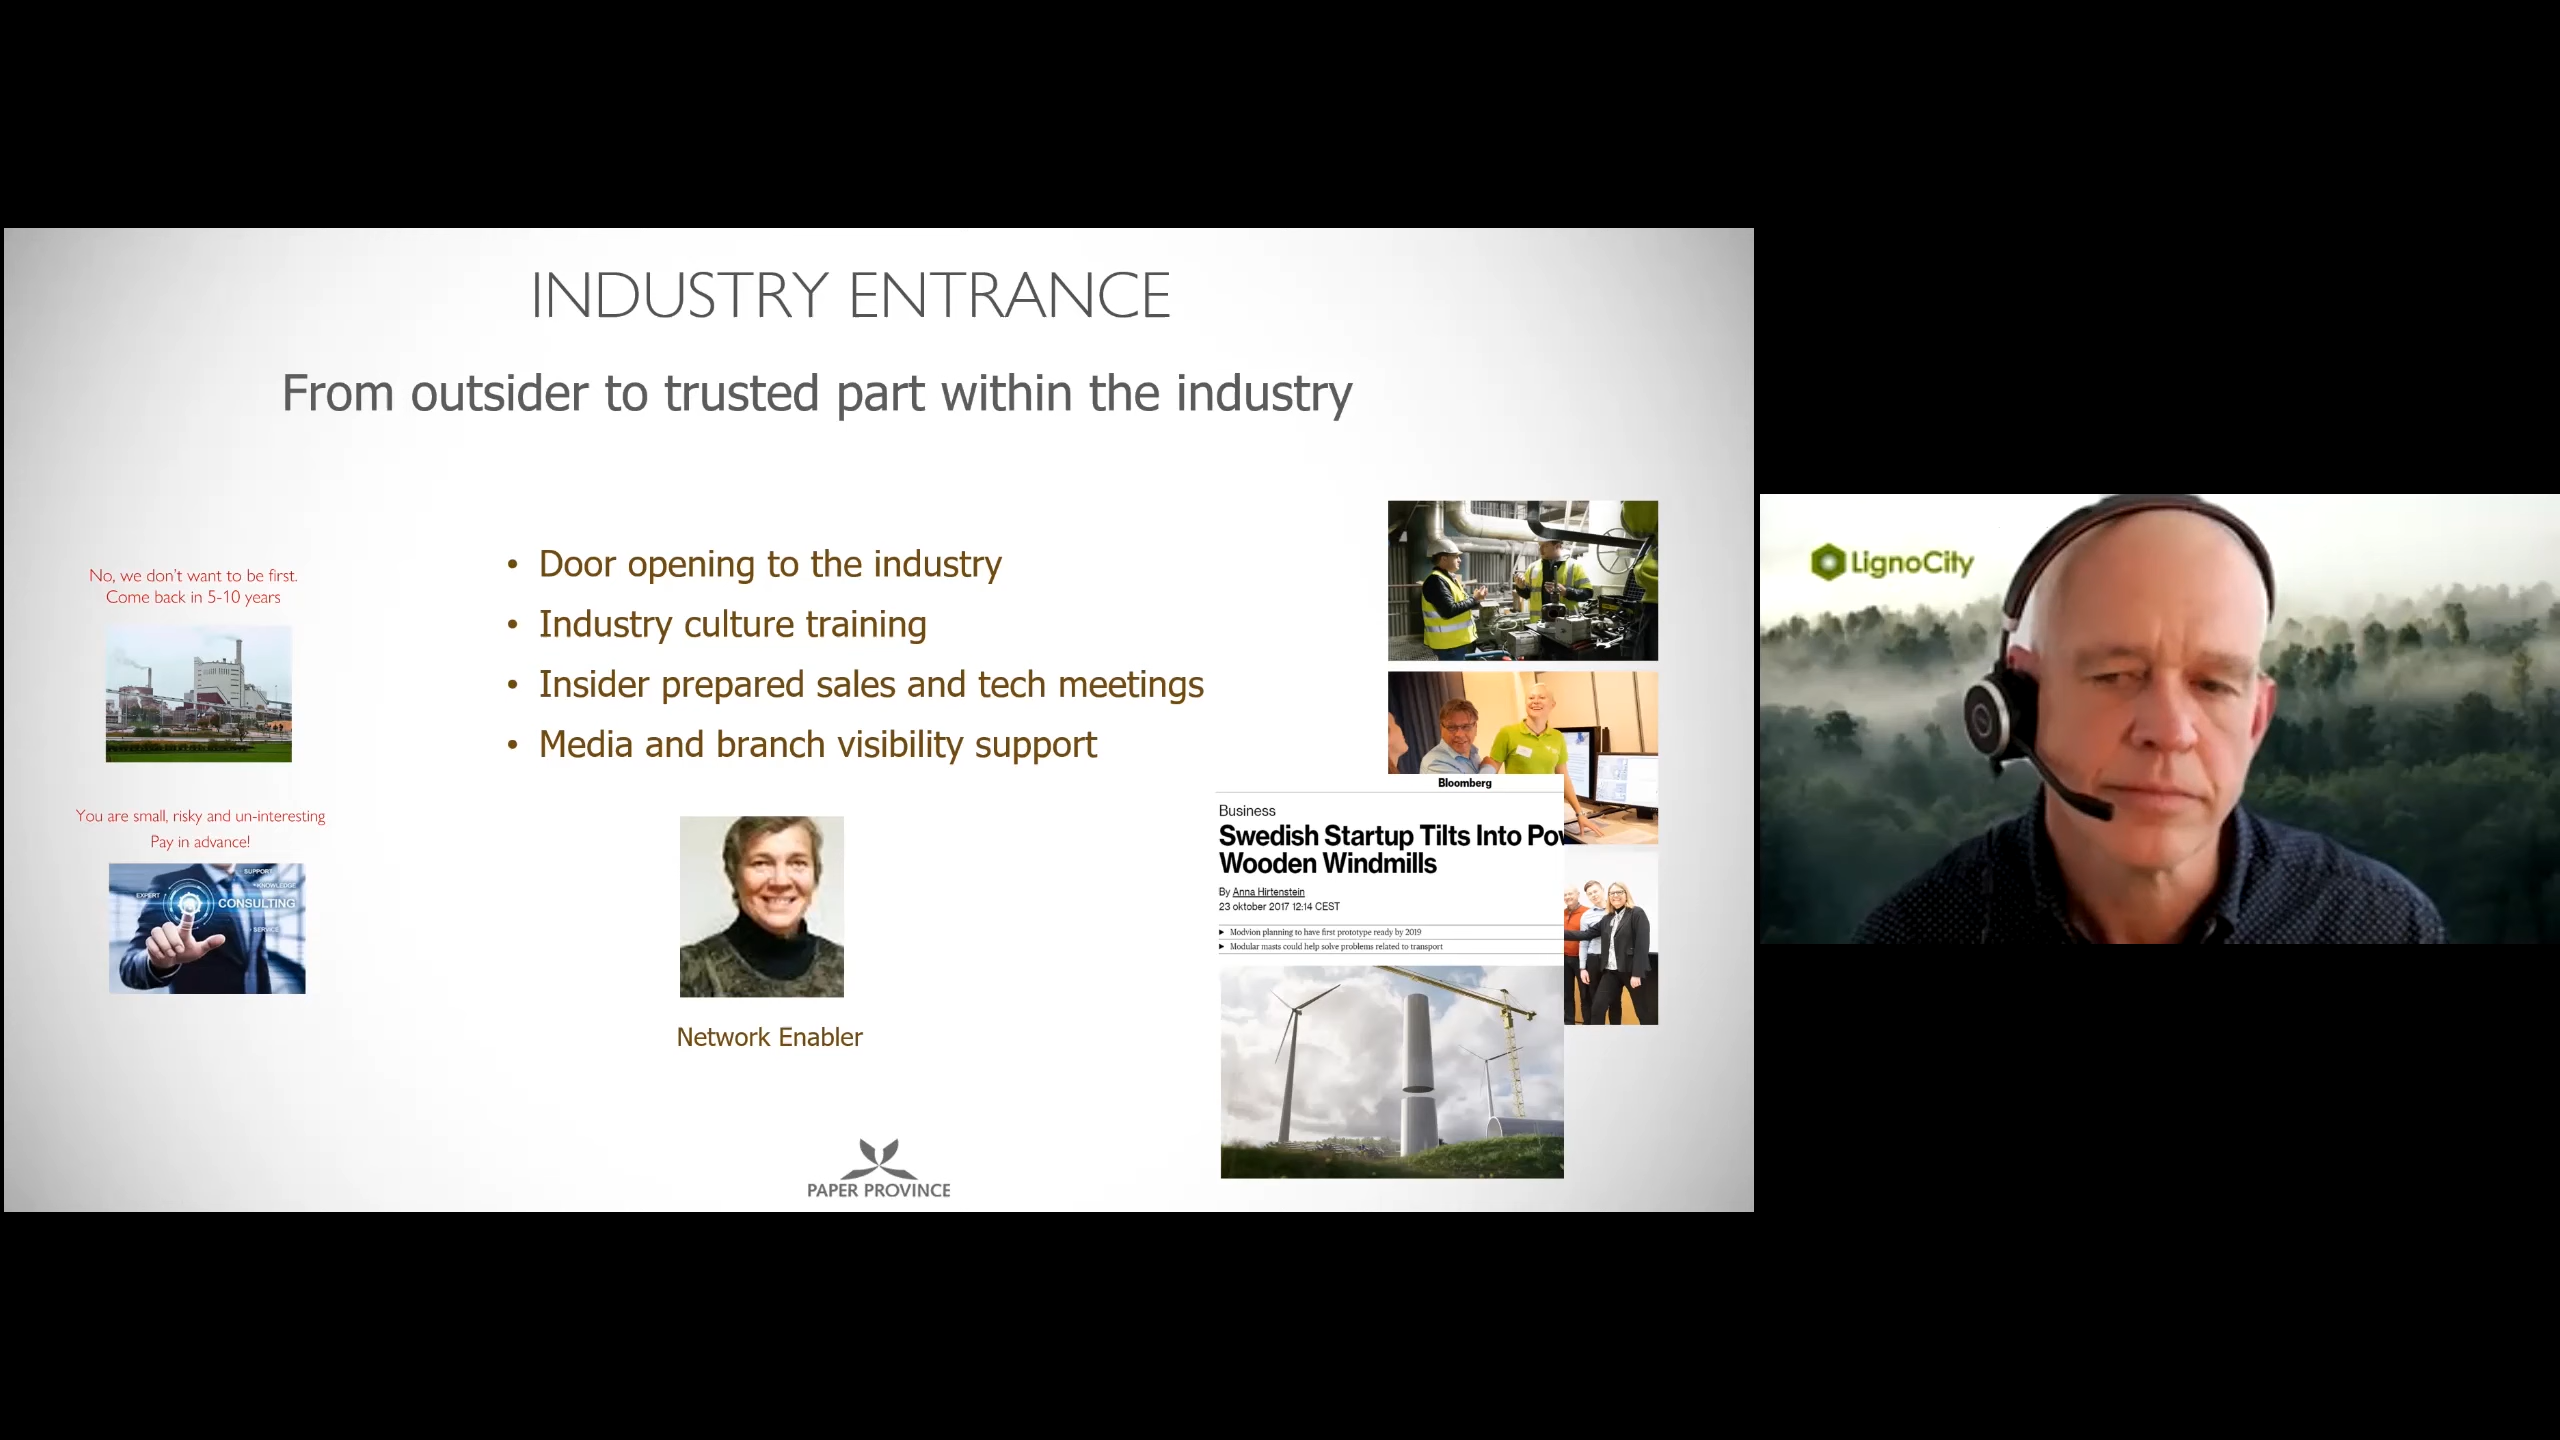 INDUSTRY ENTRANCE
From outsider to trusted part within the industry
No, we don't want to be first.
Come back in 5-10 years
You are small, risky and un-interesting
Pay in advance!
SUPPORT
EXPERT
KNOWLEDGE
CONSULTING
SERVICE
• Door opening to the industry
• Industry culture training
• Insider prepared sales and tech meetings
• Media and branch visibility support
Network Enabler
Bloomberg
Business
Swedish Startup Tilts Into
Wooden Windmills
By Anna Hirtenstein
23 oktober 2017 12:14 CEST
Modvion planning to have first prototype ready by 2019
Modular masts could help solve problems related to transport
PAPER PROVINCE
LignoCity